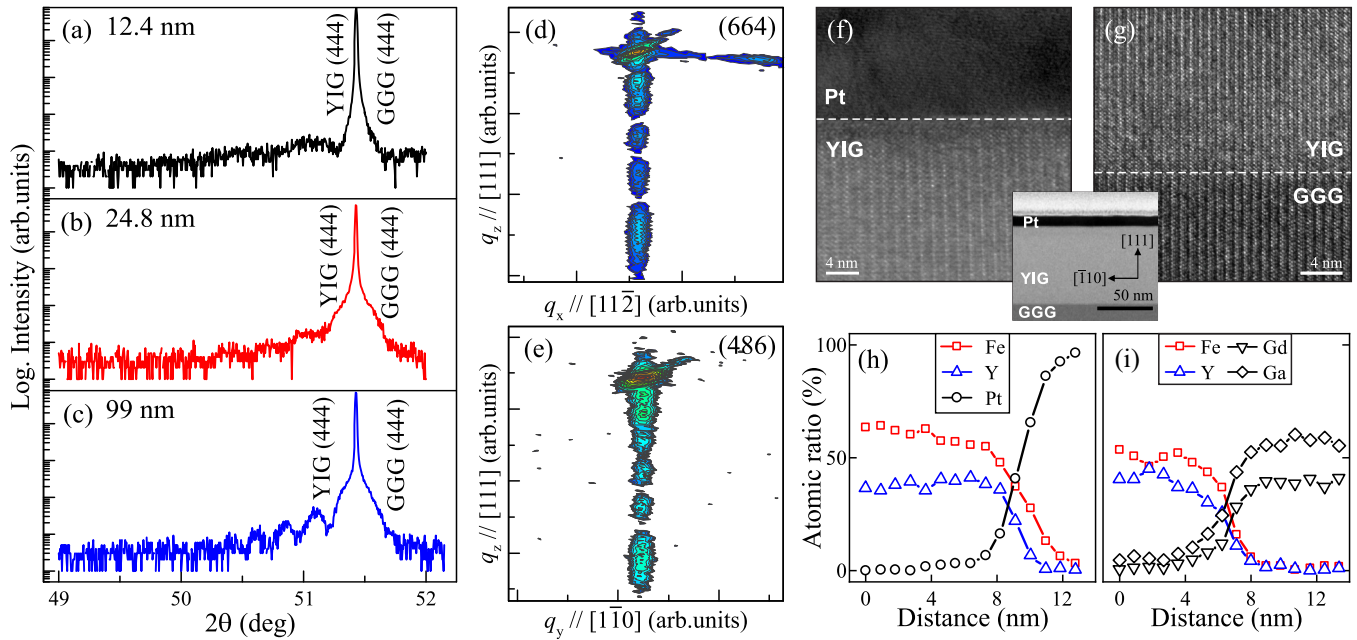 (a) 12.4 nm
YIG (444)
GGG (444)
(b) 24.8 nm
YIG (444)
GGG (444)
(c) 99 nm
YIG (444)
GGG (444)
Log. Intensity (arb.units)
49 50 51 52
2θ (deg)
(d) (664)
q_z // [111] (arb.units)
q_x // [112̅] (arb.units)
(e) (486)
q_z // [111] (arb.units)
q_y // [11̅0] (arb.units)
(f)
Pt
YIG
4 nm
(g)
YIG
GGG
4 nm
Pt
[111]
YIG
[1̅10]
50 nm
GGG
(h)
Fe
Y
Pt
100
50
0
Atomic ratio (%)
0 4 8 12
Distance (nm)
(i)
Fe Gd
Y Ga
0 4 8 12
Distance (nm)